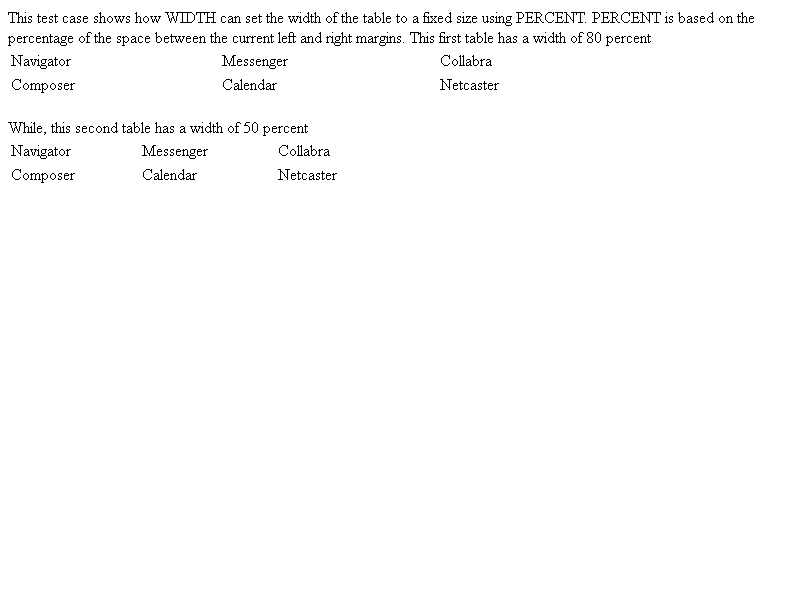 This test case shows how WIDTH can set the width of the table to a fixed size using PERCENT. PERCENT is based on the
percentage of the space between the current left and right margins. This first table has a width of 80 percent
Navigator Messenger Collabra
Composer Calendar Netcaster
While, this second table has a width of 50 percent
Navigator Messenger Collabra
Composer Calendar Netcaster